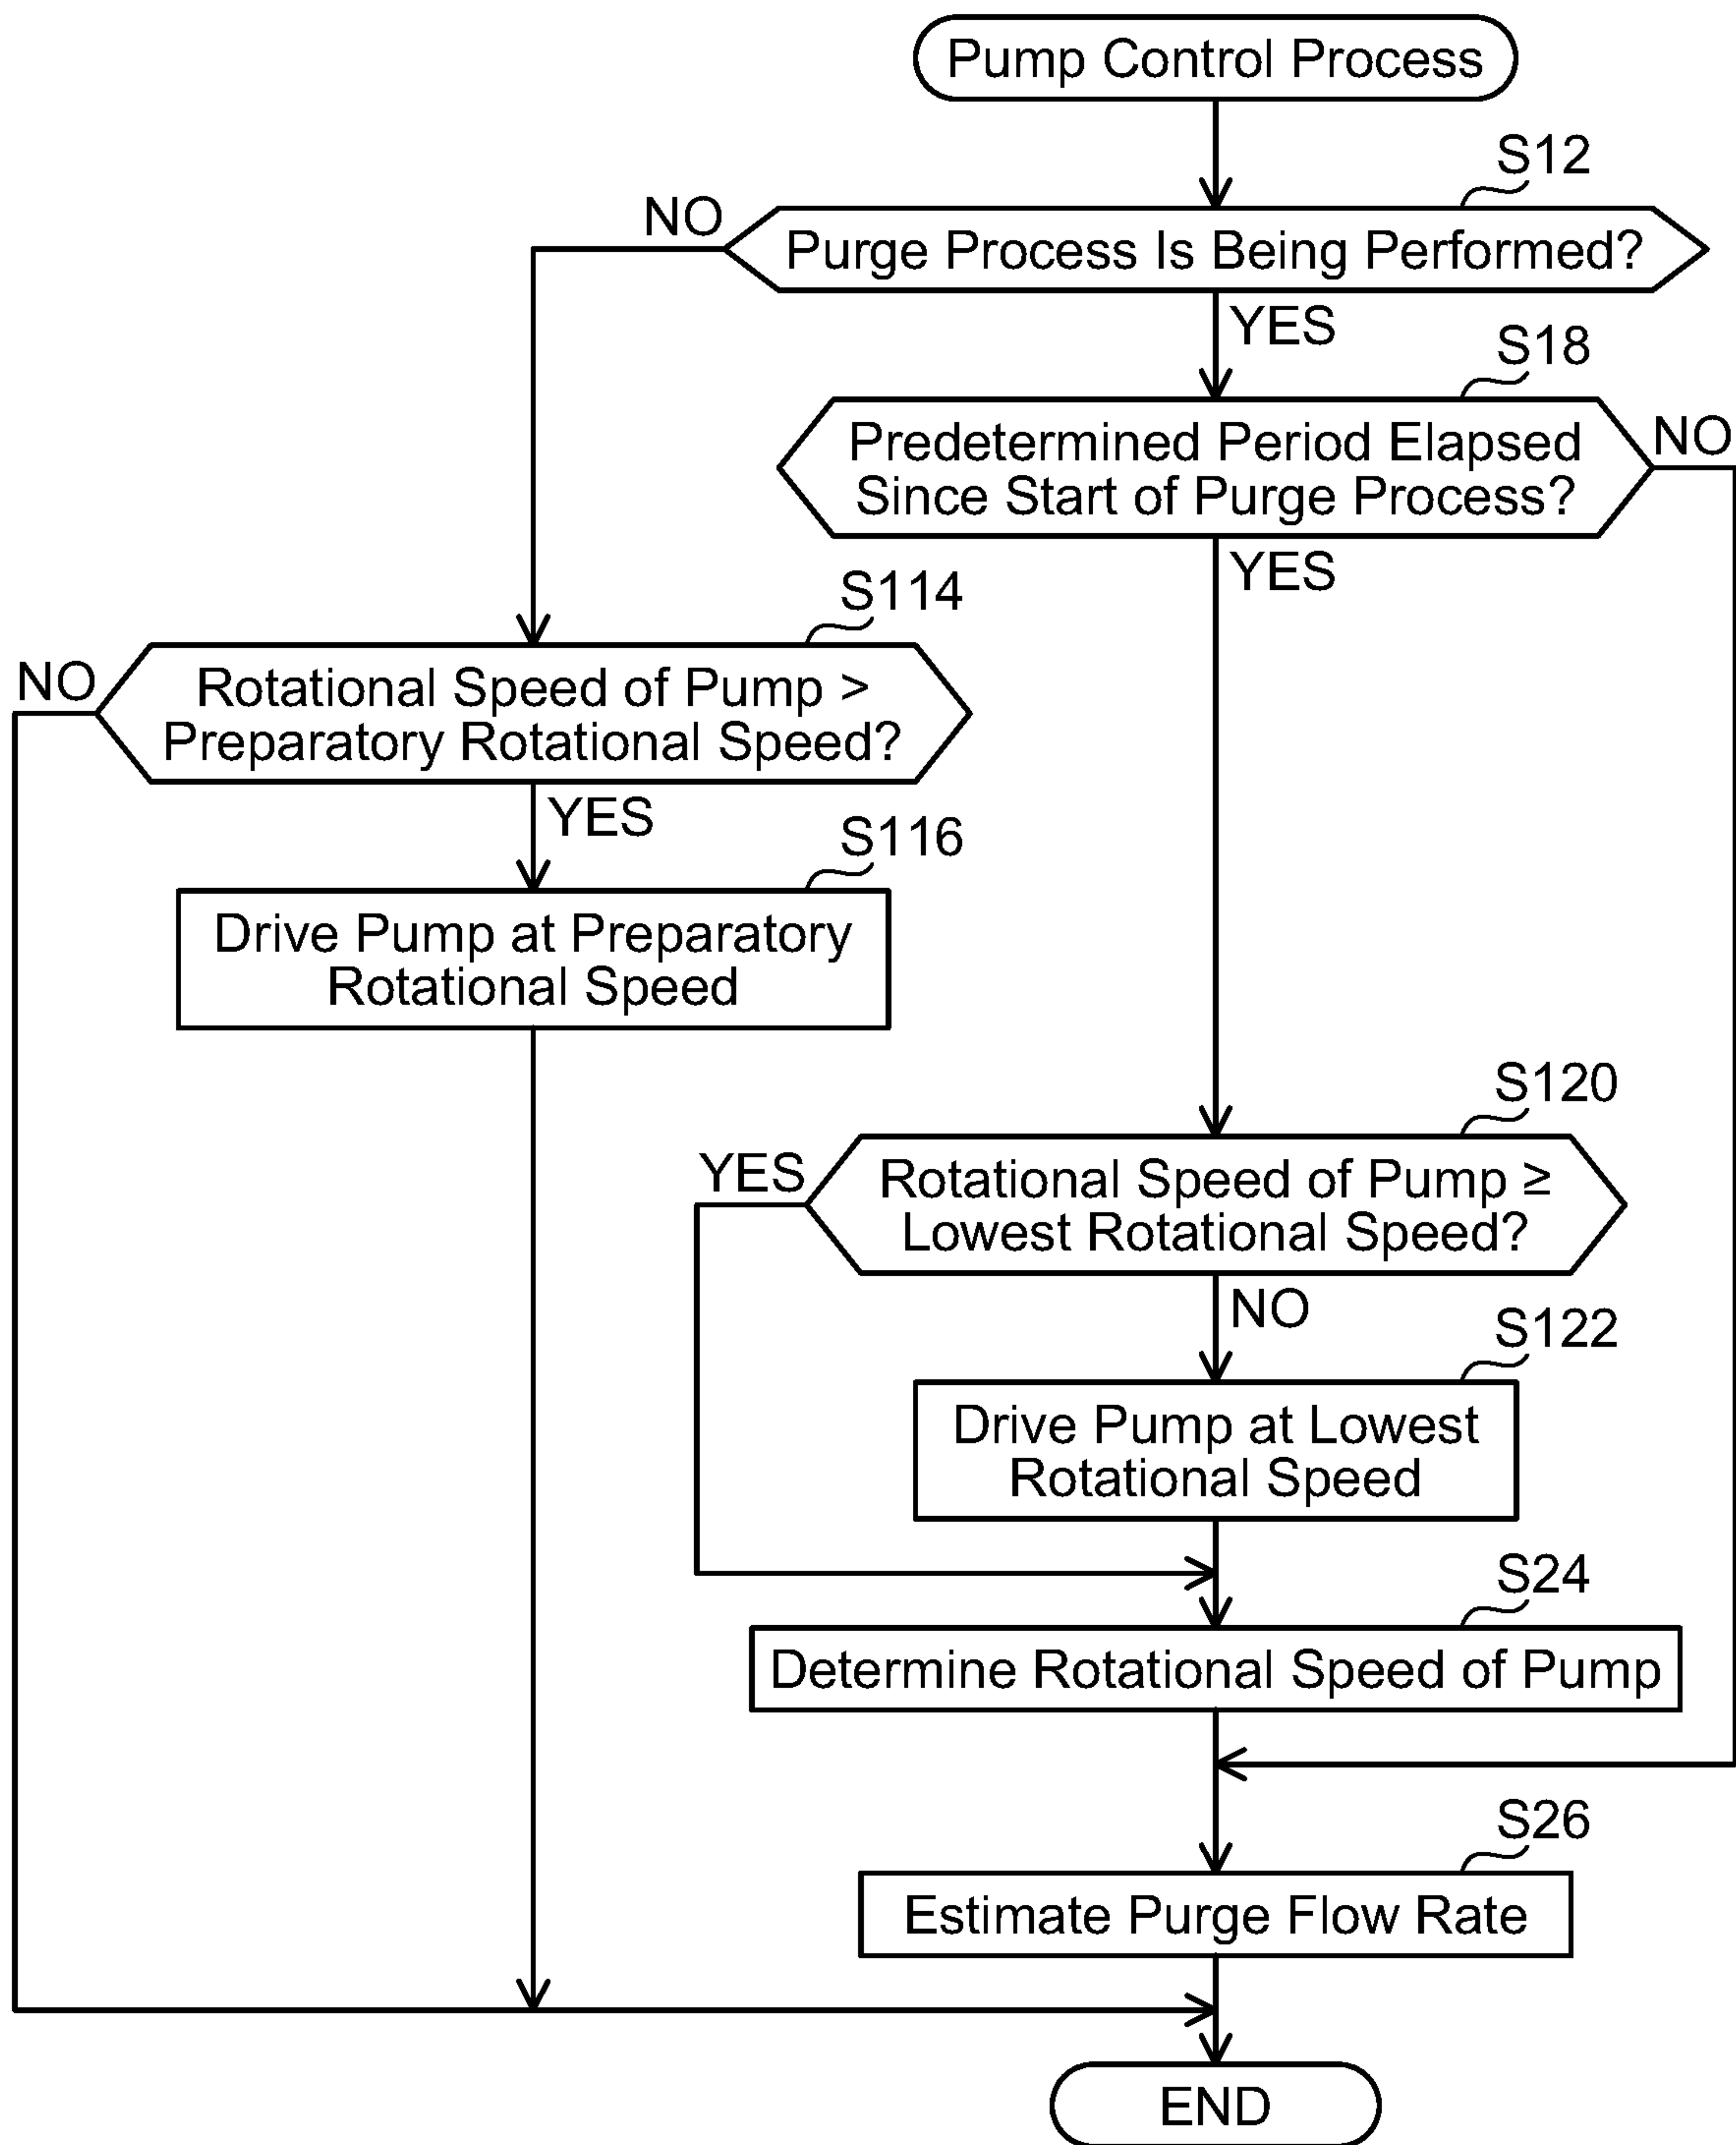 Pump Control Process
S12
NO
Purge Process Is Being Performed?
YES
S18
Predetermined Period Elapsed
Since Start of Purge Process?
NO
YES
S114
NO
Rotational Speed of Pump >
Preparatory Rotational Speed?
YES
S116
Drive Pump at Preparatory
Rotational Speed
S120
YES
Rotational Speed of Pump ≥
Lowest Rotational Speed?
NO
S122
Drive Pump at Lowest
Rotational Speed
S24
Determine Rotational Speed of Pump
S26
Estimate Purge Flow Rate
END